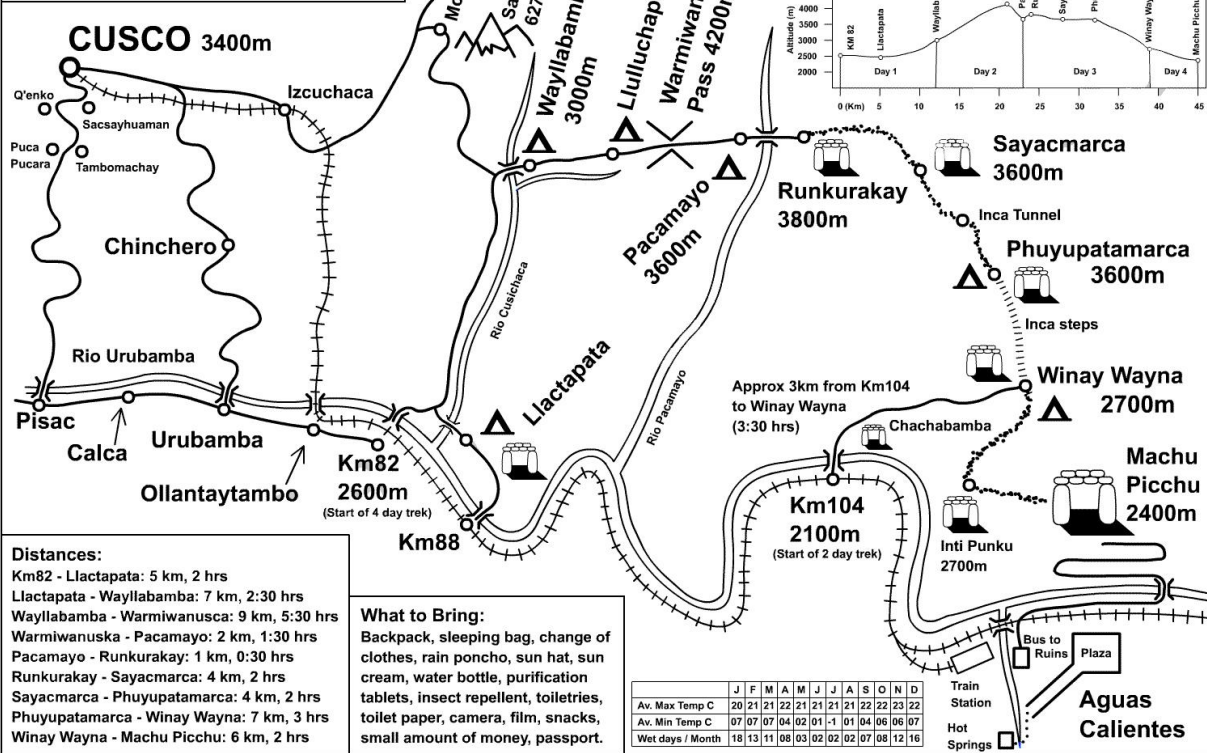 CUSCO 3400m
Q'enko
Sacsayhuaman
Puca
Pucara
Tambomachay
Izcuchaca
Chinchero
Rio Urubamba
Pisac
Calca
Urubamba
Ollantaytambo
Km82
2600m
(Start of 4 day trek)
Km88
3000m
Pass 4200m
Pacamayo
3600m
Rio Cusichaca
Llactapata
Rio Pacamayo
Runkurakay
3800m
Sayacmarca
3600m
Inca Tunnel
Phuyupatamarca
3600m
Inca steps
Winay Wayna
2700m
Approx 3km from Km104
to Winay Wayna
(3:30 hrs)
Chachabamba
Km104
2100m
(Start of 2 day trek)
Machu
Picchu
2400m
Inti Punku
2700m
Bus to
Ruins
Plaza
Train
Station
Hot
Springs
Aguas
Calientes
Altitude (m)
4000
3500
3000
2500
2000
KM 82
Llactapata
Winay Wayna
Machu Picchu
Day 1
Day 2
Day 3
Day 4
0 (Km)
5
10
15
20
25
30
35
40
45
Distances:
Km82 - Llactapata: 5 km, 2 hrs
Llactapata - Wayllabamba: 7 km, 2:30 hrs
Wayllabamba - Warmiwanusca: 9 km, 5:30 hrs
Warmiwanuska - Pacamayo: 2 km, 1:30 hrs
Pacamayo - Runkurakay: 1 km, 0:30 hrs
Runkurakay - Sayacmarca: 4 km, 2 hrs
Sayacmarca - Phuyupatamarca: 4 km, 2 hrs
Phuyupatamarca - Winay Wayna: 7 km, 3 hrs
Winay Wayna - Machu Picchu: 6 km, 2 hrs
What to Bring:
Backpack, sleeping bag, change of
clothes, rain poncho, sun hat, sun
cream, water bottle, purification
tablets, insect repellent, toiletries,
toilet paper, camera, film, snacks,
small amount of money, passport.
J F M A M J J A S O N D
Av. Max Temp C 20 21 21 22 21 21 21 21 22 22 23 22
Av. Min Temp C 07 07 07 04 02 01 -1 01 04 06 06 07
Wet days / Month 18 13 11 08 03 02 02 02 07 08 12 16